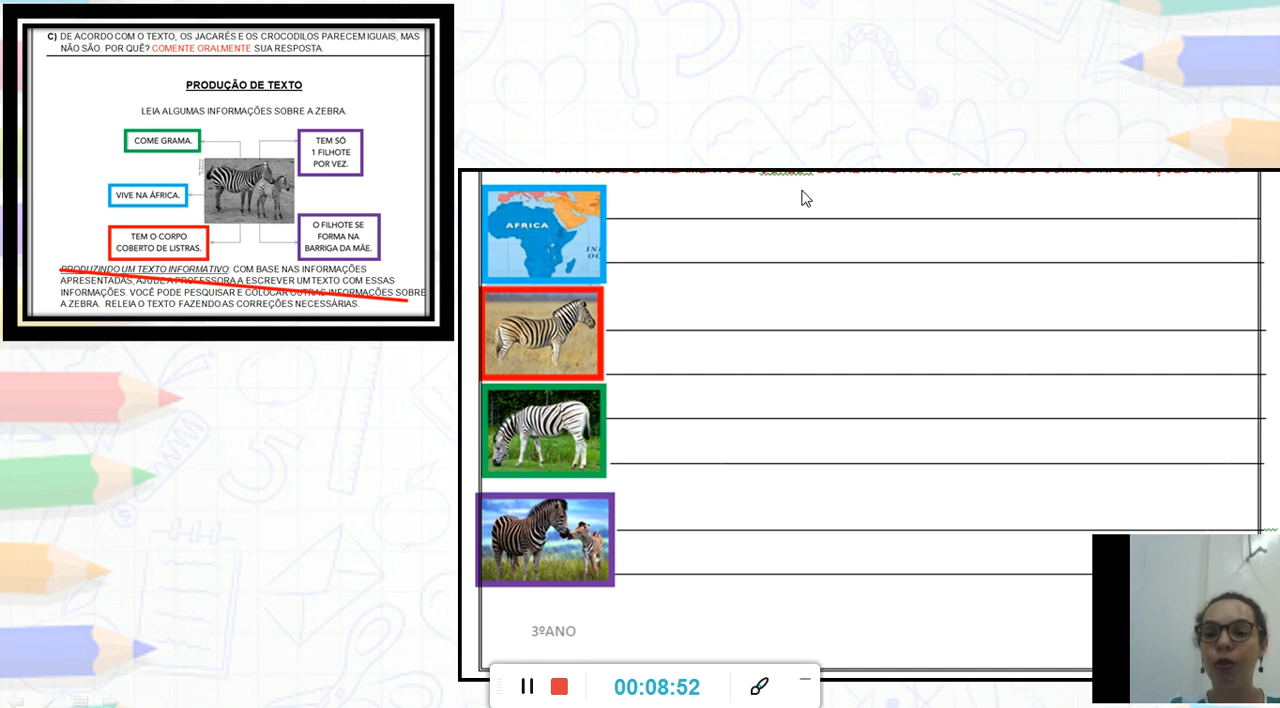 C) DE ACORDO COM O TEXTO, OS JACARÉS E OS CROCODILOS PARECEM IGUAIS, MAS
NÃO SÃO. POR QUÊ? COMENTE ORALMENTE SUA RESPOSTA.
PRODUÇÃO DE TEXTO
LEIA ALGUMAS INFORMAÇÕES SOBRE A ZEBRA.
COME GRAMA.
TEM SÓ
1 FILHOTE
POR VEZ.
VIVE NA ÁFRICA.
TEM O CORPO
COBERTO DE LISTRAS.
O FILHOTE SE
FORMA NA
BARRIGA DA MÃE.
PRODUZINDO UM TEXTO INFORMATIVO COM BASE NAS INFORMAÇÕES
APRESENTADAS, AJUDE A PROFESSORA A ESCREVER UM TEXTO COM ESSAS
INFORMAÇÕES. VOCÊ PODE PESQUISAR E COLOCAR OUTRAS INFORMAÇÕES SOBRE
A ZEBRA. RELEIA O TEXTO FAZENDO AS CORREÇÕES NECESSÁRIAS.
AFRICA
IN
OC
3ºANO
00:08:52